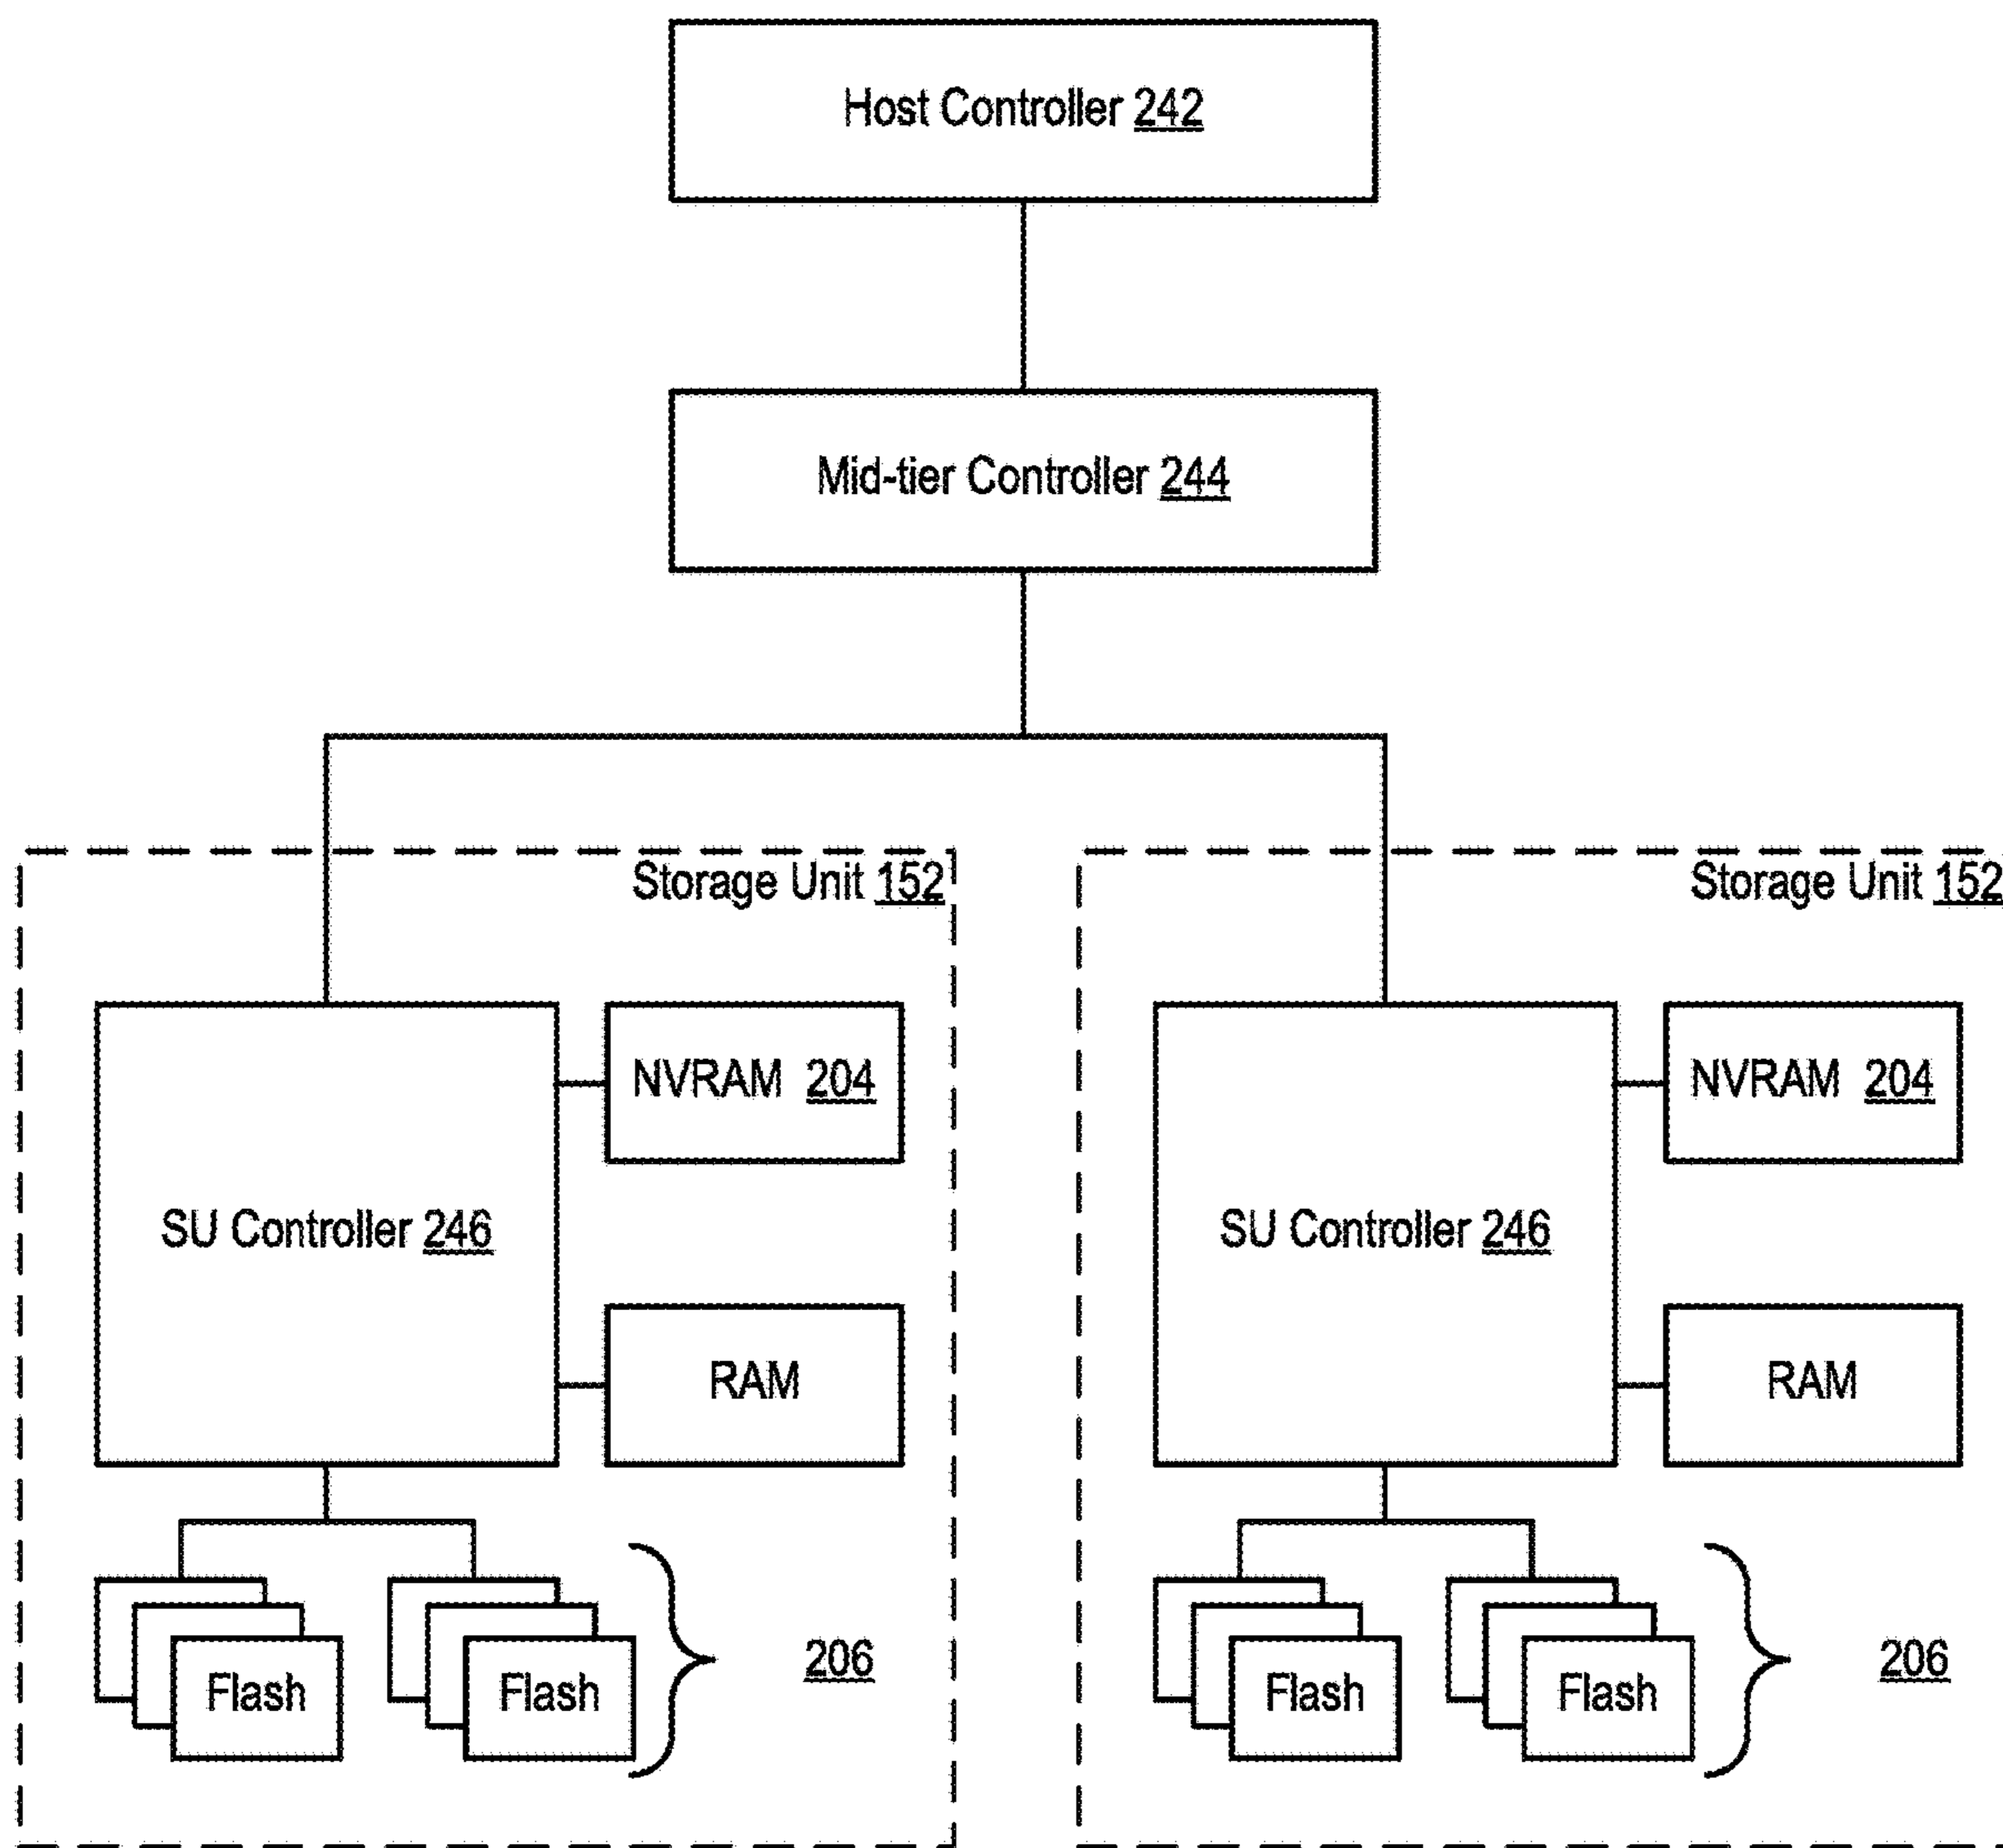 Host Controller 242
Mid-tier Controller 244
Storage Unit 152
NVRAM 204
SU Controller 246
RAM
Flash
Flash
206
Storage Unit 152
NVRAM 204
SU Controller 246
RAM
Flash
Flash
206